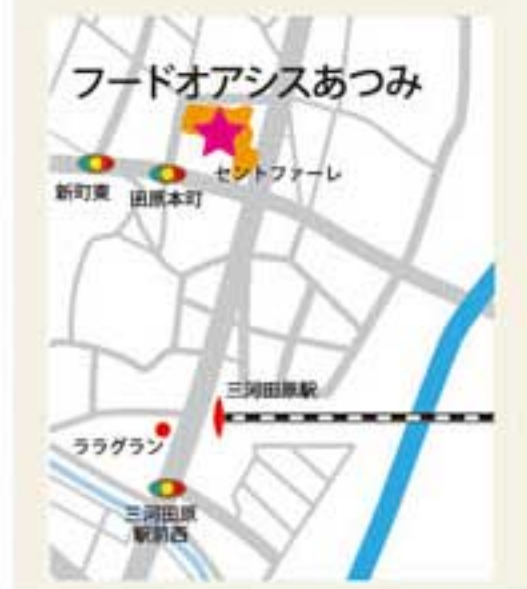 フードオアシスあつみ
セントファーレ
新町東
田原本町
三河田原駅
ララグラン
三河田原
駅前西